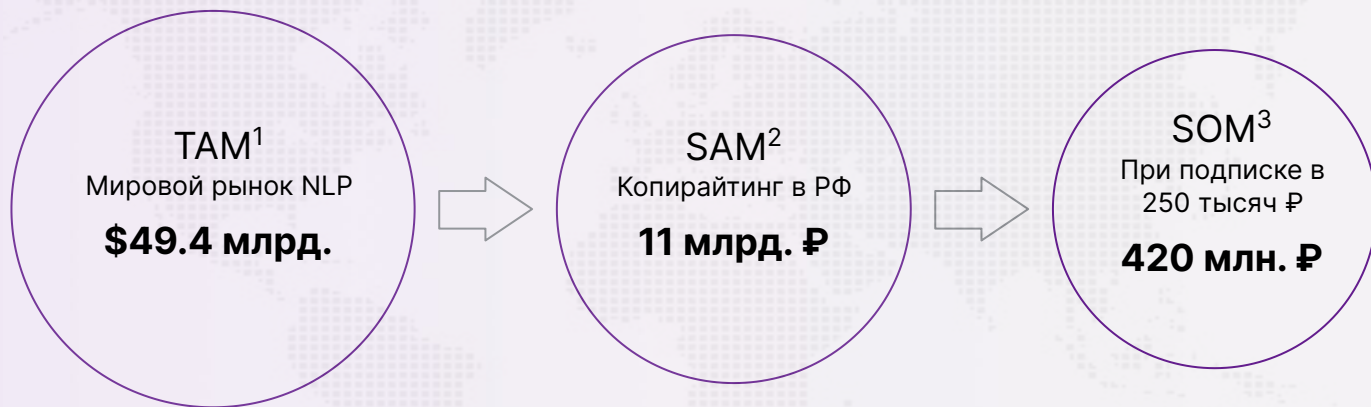 TAM¹
Мировой рынок NLP
$49.4 млрд.
SAM²
Копирайтинг в РФ
11 млрд. ₽
SOM³
При подписке в
250 тысяч ₽
420 млн. ₽